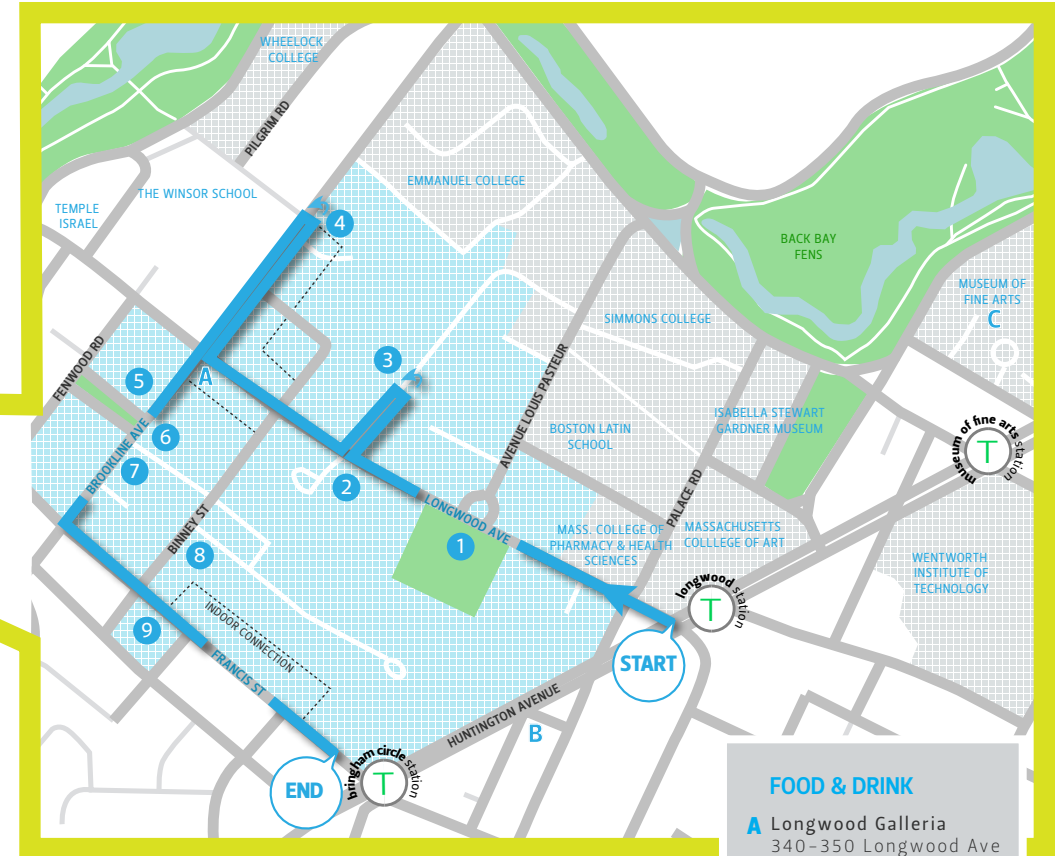 WHEELOCK
COLLEGE
PILGRIM RD
THE WINSOR SCHOOL
TEMPLE
ISRAEL
EMMANUEL COLLEGE
4
BACK BAY
FENS
MUSEUM OF
FINE ARTS
C
SIMMONS COLLEGE
FENWOOD RD
A
3
5
AVENUE LOUIS PASTEUR
ISABELLA STEWART
GARDNER MUSEUM
BOSTON LATIN
SCHOOL
museum of fine arts station
T
6
BROOKLINE AVE
7
2
PALACE RD
LONGWOOD AVE
1
MASS. COLLEGE OF
PHARMACY & HEALTH
SCIENCES
MASSACHUSETTS
COLLLEGE OF ART
BINNEY ST
8
WENTWORTH
INSTITUTE OF
TECHNOLOGY
longwood station
T
INDOOR CONNECTION
9
FRANCIS ST
START
HUNTINGTON AVENUE
B
bringham circle station
T
END
FOOD & DRINK
A Longwood Galleria
340–350 Longwood Ave